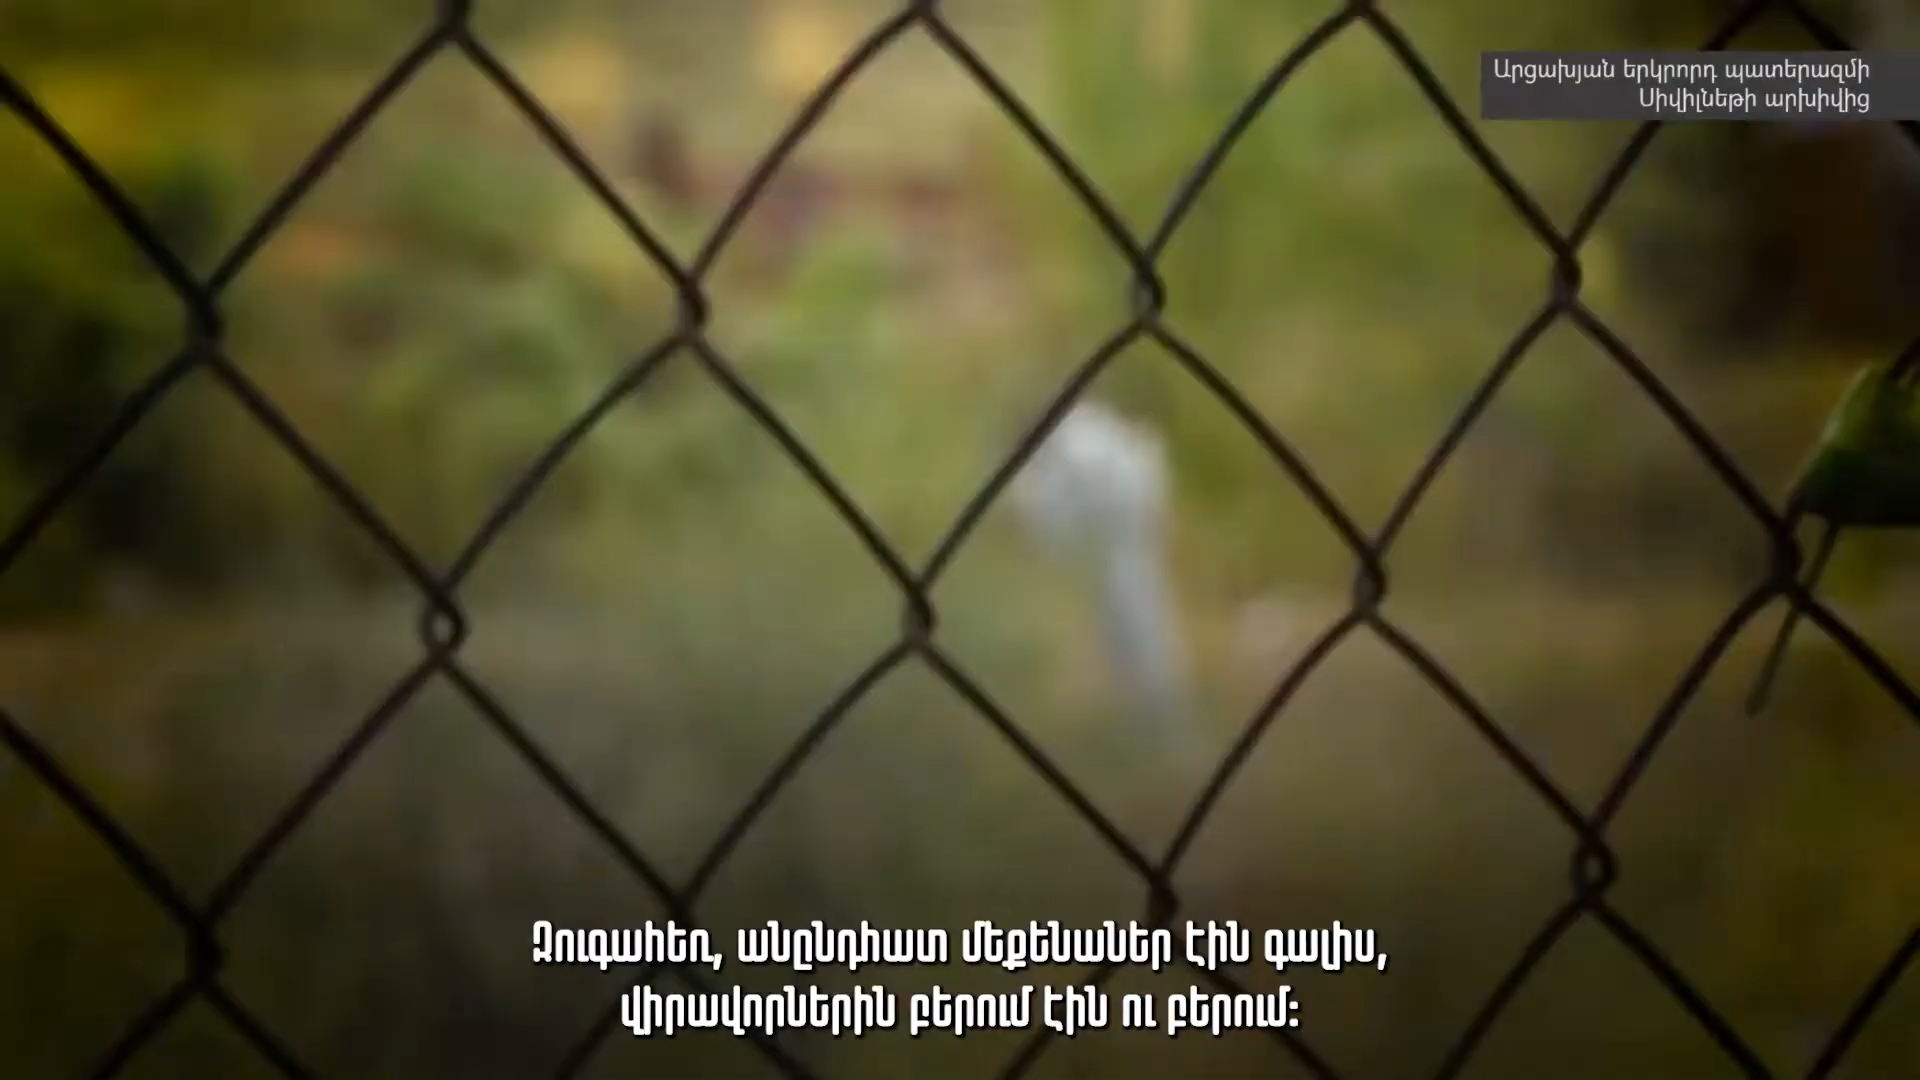 Արցախյան երկրորդ պատերազմի
Սիվիլնեթի արխիվից
Զուգահեռ, անընդհատ մեքենաներ էին գալիս,
վիրավորներին բերում էին ու բերում: